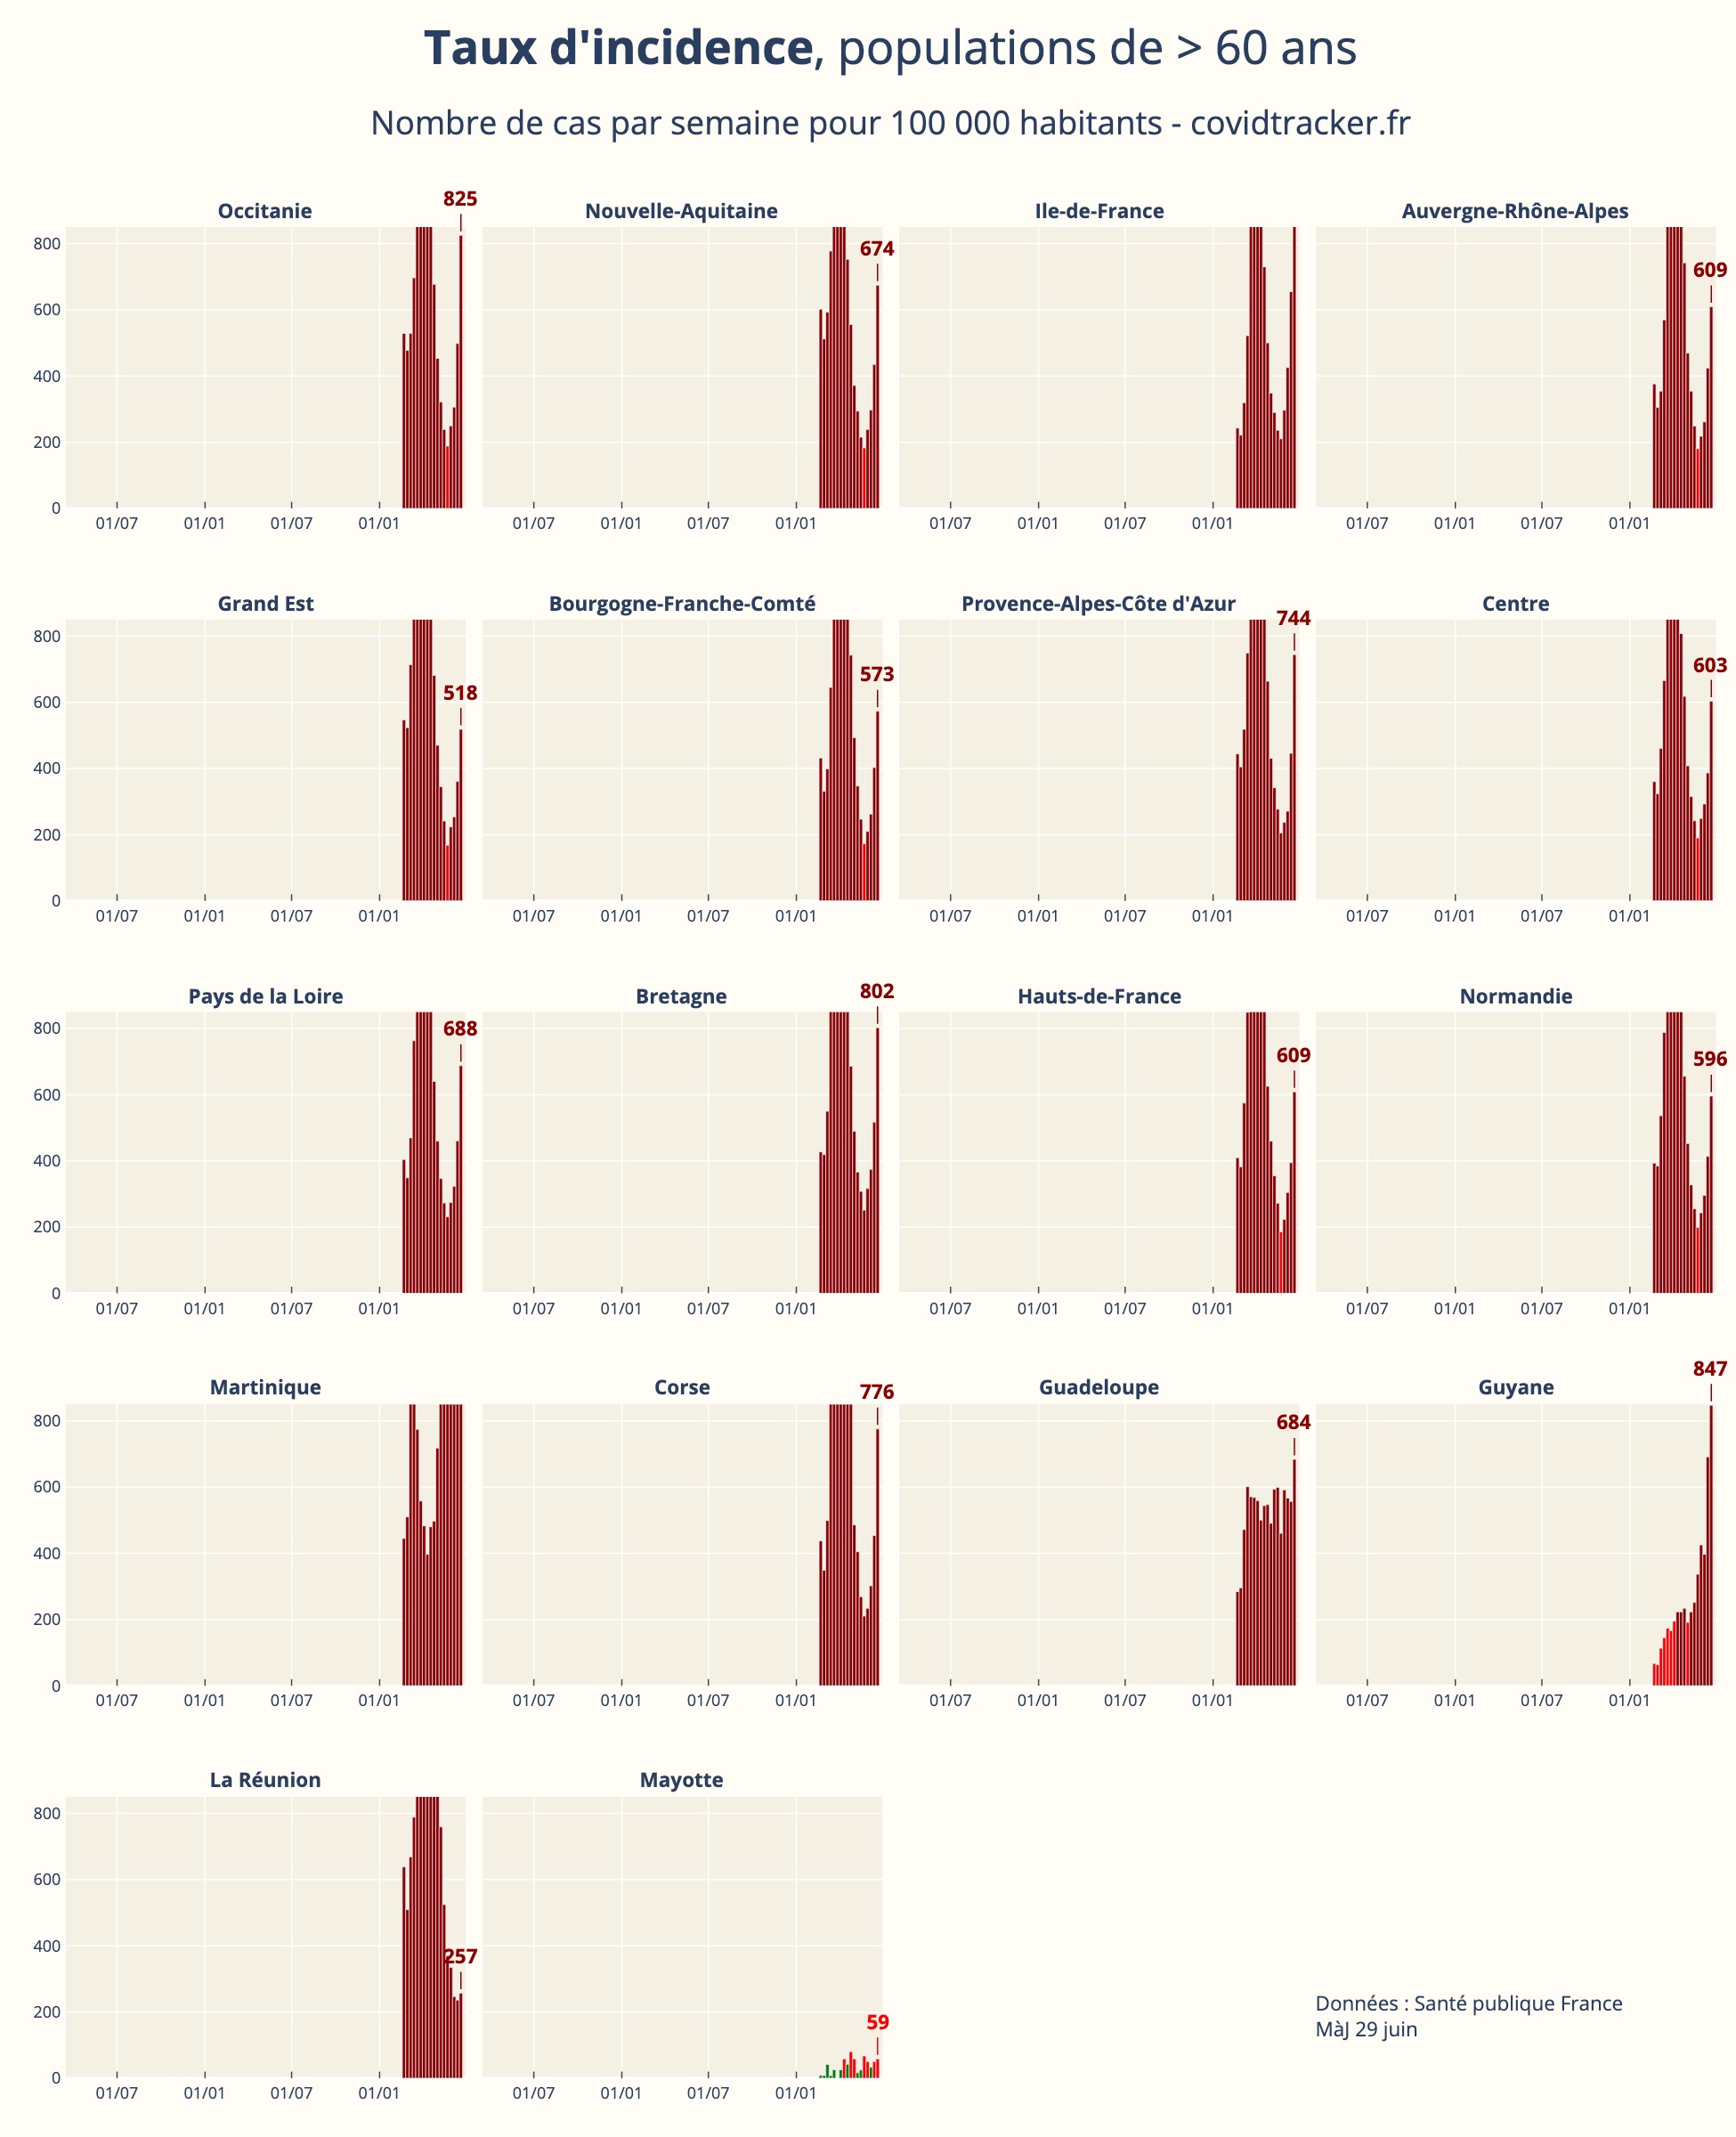 Taux d'incidence, populations de > 60 ans
Nombre de cas par semaine pour 100 000 habitants - covidtracker.fr
Occitanie
825
Nouvelle-Aquitaine
674
Ile-de-France
Auvergne-Rhône-Alpes
609
800
600
400
200
0
01/07 01/01 01/07 01/01
01/07 01/01 01/07 01/01
01/07 01/01 01/07 01/01
01/07 01/01 01/07 01/01
Grand Est
518
Bourgogne-Franche-Comté
573
Provence-Alpes-Côte d'Azur
744
Centre
603
800
600
400
200
0
01/07 01/01 01/07 01/01
01/07 01/01 01/07 01/01
01/07 01/01 01/07 01/01
01/07 01/01 01/07 01/01
Pays de la Loire
688
Bretagne
802
Hauts-de-France
609
Normandie
596
800
600
400
200
0
01/07 01/01 01/07 01/01
01/07 01/01 01/07 01/01
01/07 01/01 01/07 01/01
01/07 01/01 01/07 01/01
Martinique
Corse
776
Guadeloupe
684
Guyane
847
800
600
400
200
0
01/07 01/01 01/07 01/01
01/07 01/01 01/07 01/01
01/07 01/01 01/07 01/01
01/07 01/01 01/07 01/01
La Réunion
257
Mayotte
59
800
600
400
200
0
01/07 01/01 01/07 01/01
01/07 01/01 01/07 01/01
Données : Santé publique France
MàJ 29 juin